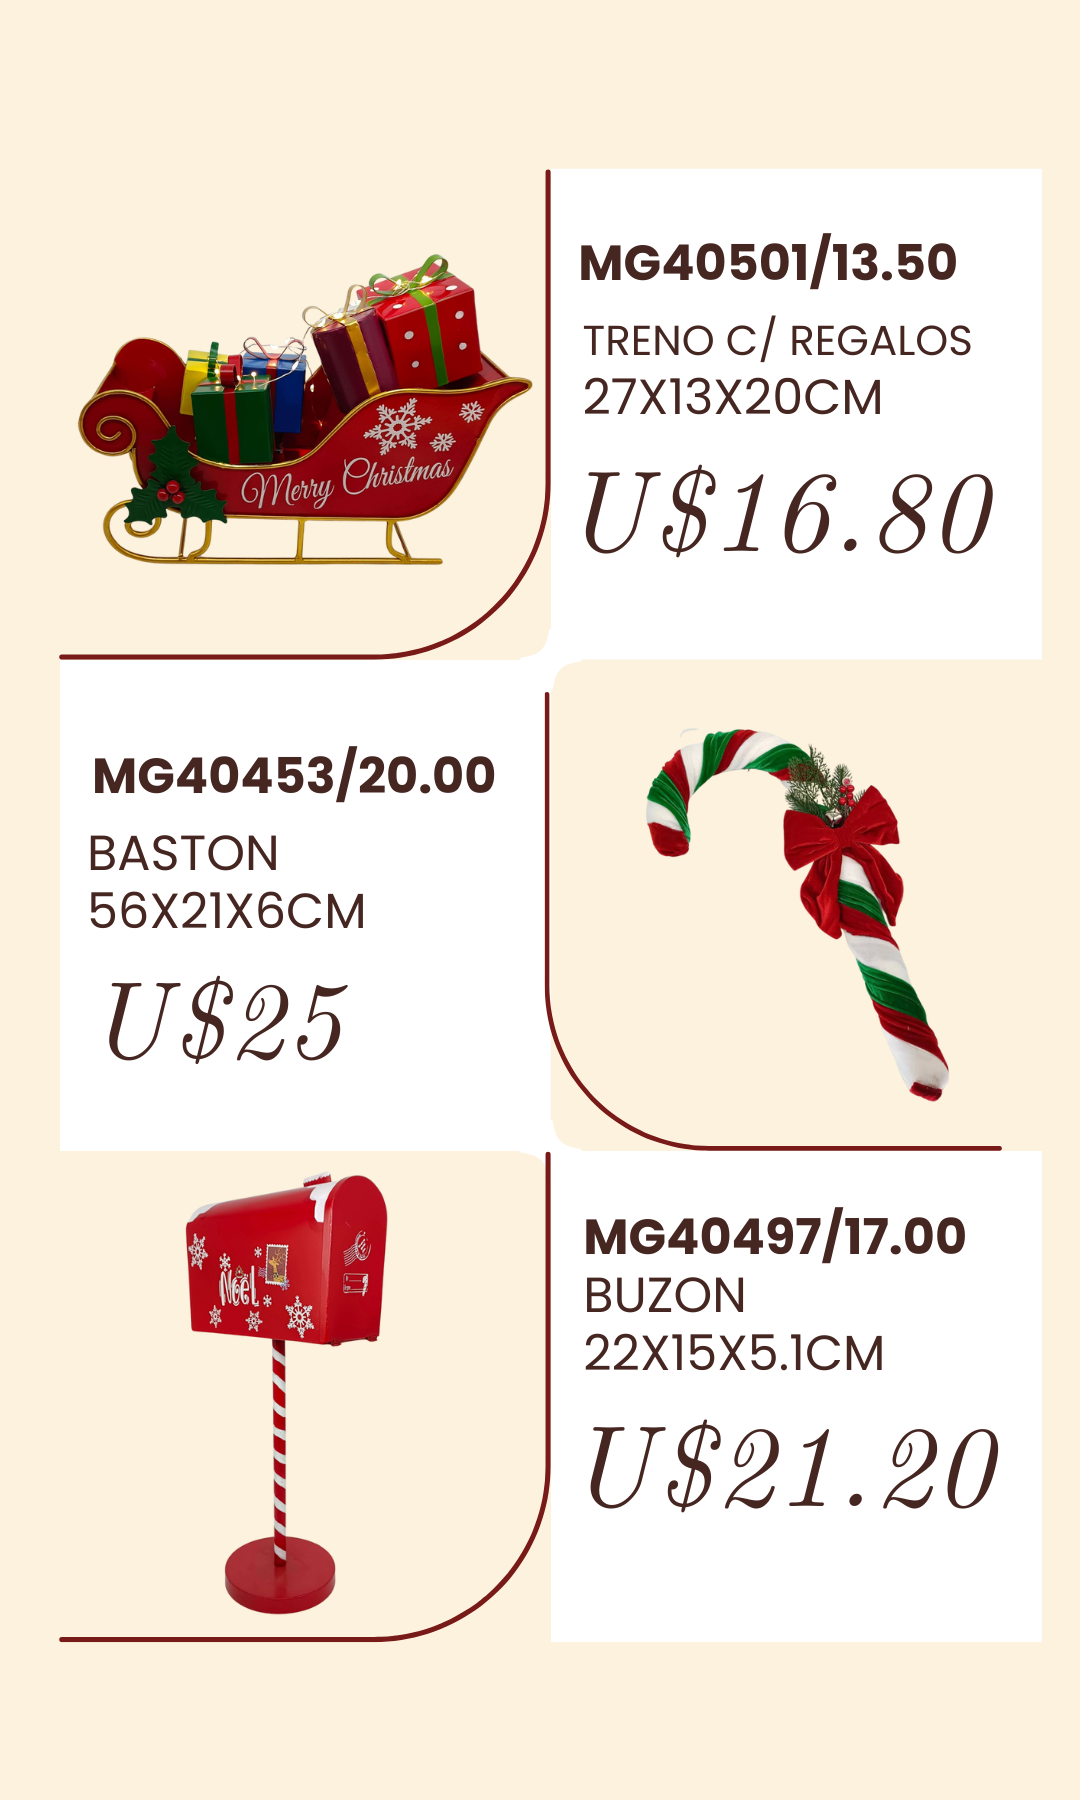 MG40501/13.50
TRENO C/ REGALOS
27X13X20CM
U$16.80
Merry Christmas
MG40453/20.00
BASTON
56X21X6CM
U$25
Noel
MG40497/17.00
BUZON
22X15X5.1CM
U$21.20